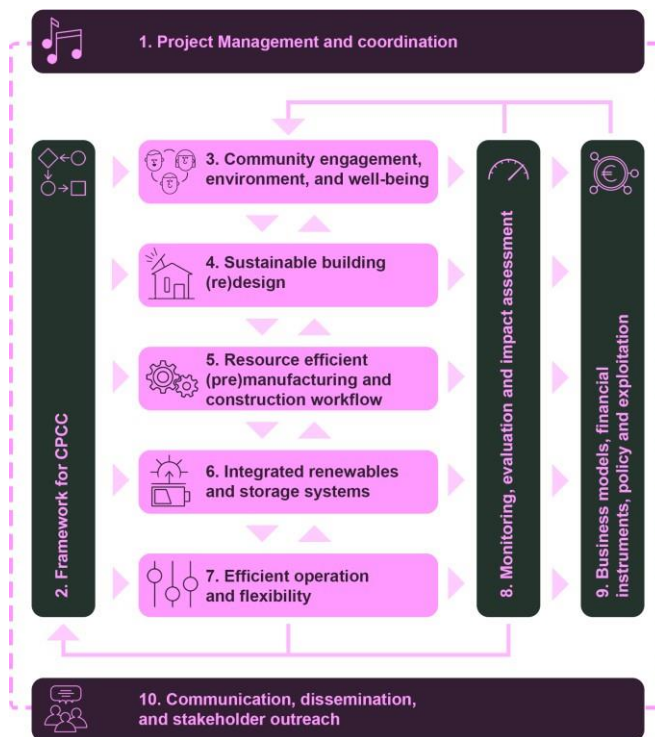 1. Project Management and coordination
2. Framework for CPCC
3. Community engagement,
environment, and well-being
4. Sustainable building
(re)design
5. Resource efficient
(pre)manufacturing and
construction workflow
6. Integrated renewables
and storage systems
7. Efficient operation
and flexibility
8. Monitoring, evaluation and impact assessment
9. Business models, financial
instruments, policy and exploitation
10. Communication, dissemination,
and stakeholder outreach